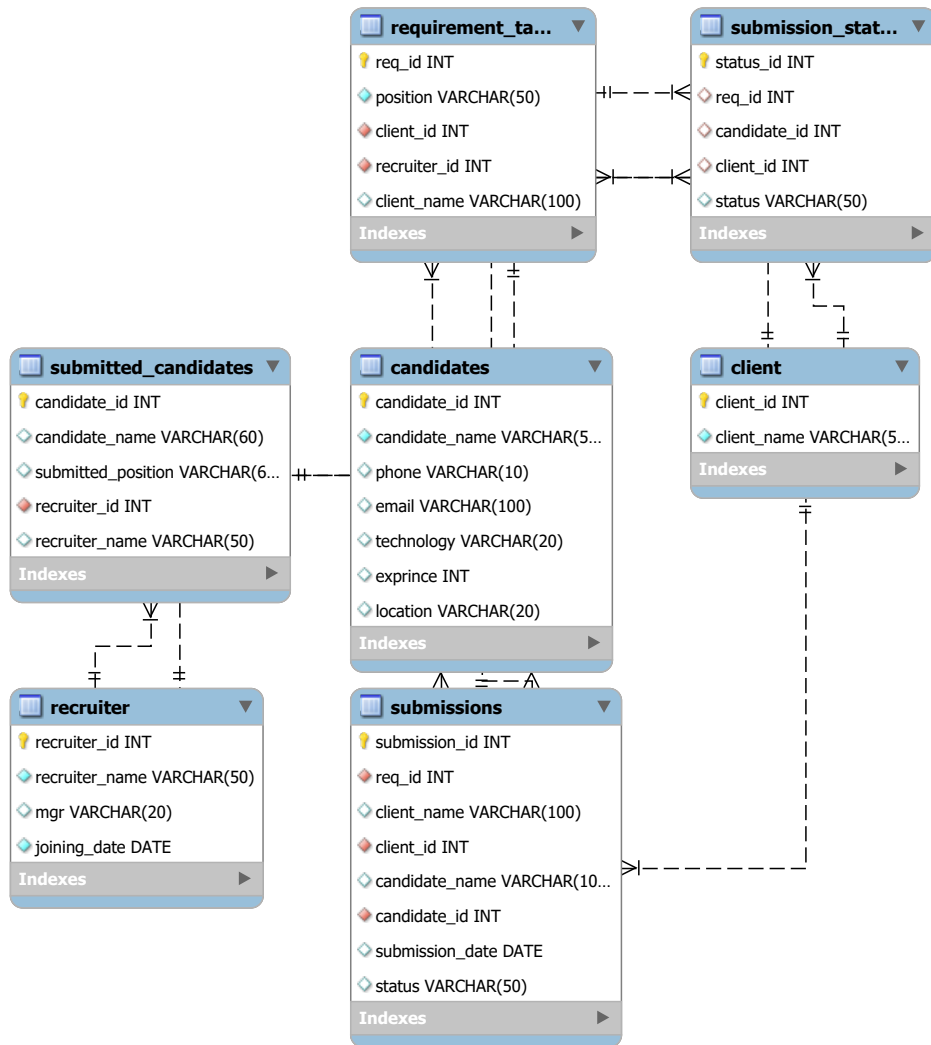 requirement_ta...
req_id INT
position VARCHAR(50)
client_id INT
recruiter_id INT
client_name VARCHAR(100)
Indexes
submission_stat...
status_id INT
req_id INT
candidate_id INT
client_id INT
status VARCHAR(50)
Indexes
submitted_candidates
candidate_id INT
candidate_name VARCHAR(60)
submitted_position VARCHAR(6...
recruiter_id INT
recruiter_name VARCHAR(50)
Indexes
candidates
candidate_id INT
candidate_name VARCHAR(5...
phone VARCHAR(10)
email VARCHAR(100)
technology VARCHAR(20)
exprince INT
location VARCHAR(20)
Indexes
client
client_id INT
client_name VARCHAR(5...
Indexes
recruiter
recruiter_id INT
recruiter_name VARCHAR(50)
mgr VARCHAR(20)
joining_date DATE
Indexes
submissions
submission_id INT
req_id INT
client_name VARCHAR(100)
client_id INT
candidate_name VARCHAR(10...
candidate_id INT
submission_date DATE
status VARCHAR(50)
Indexes